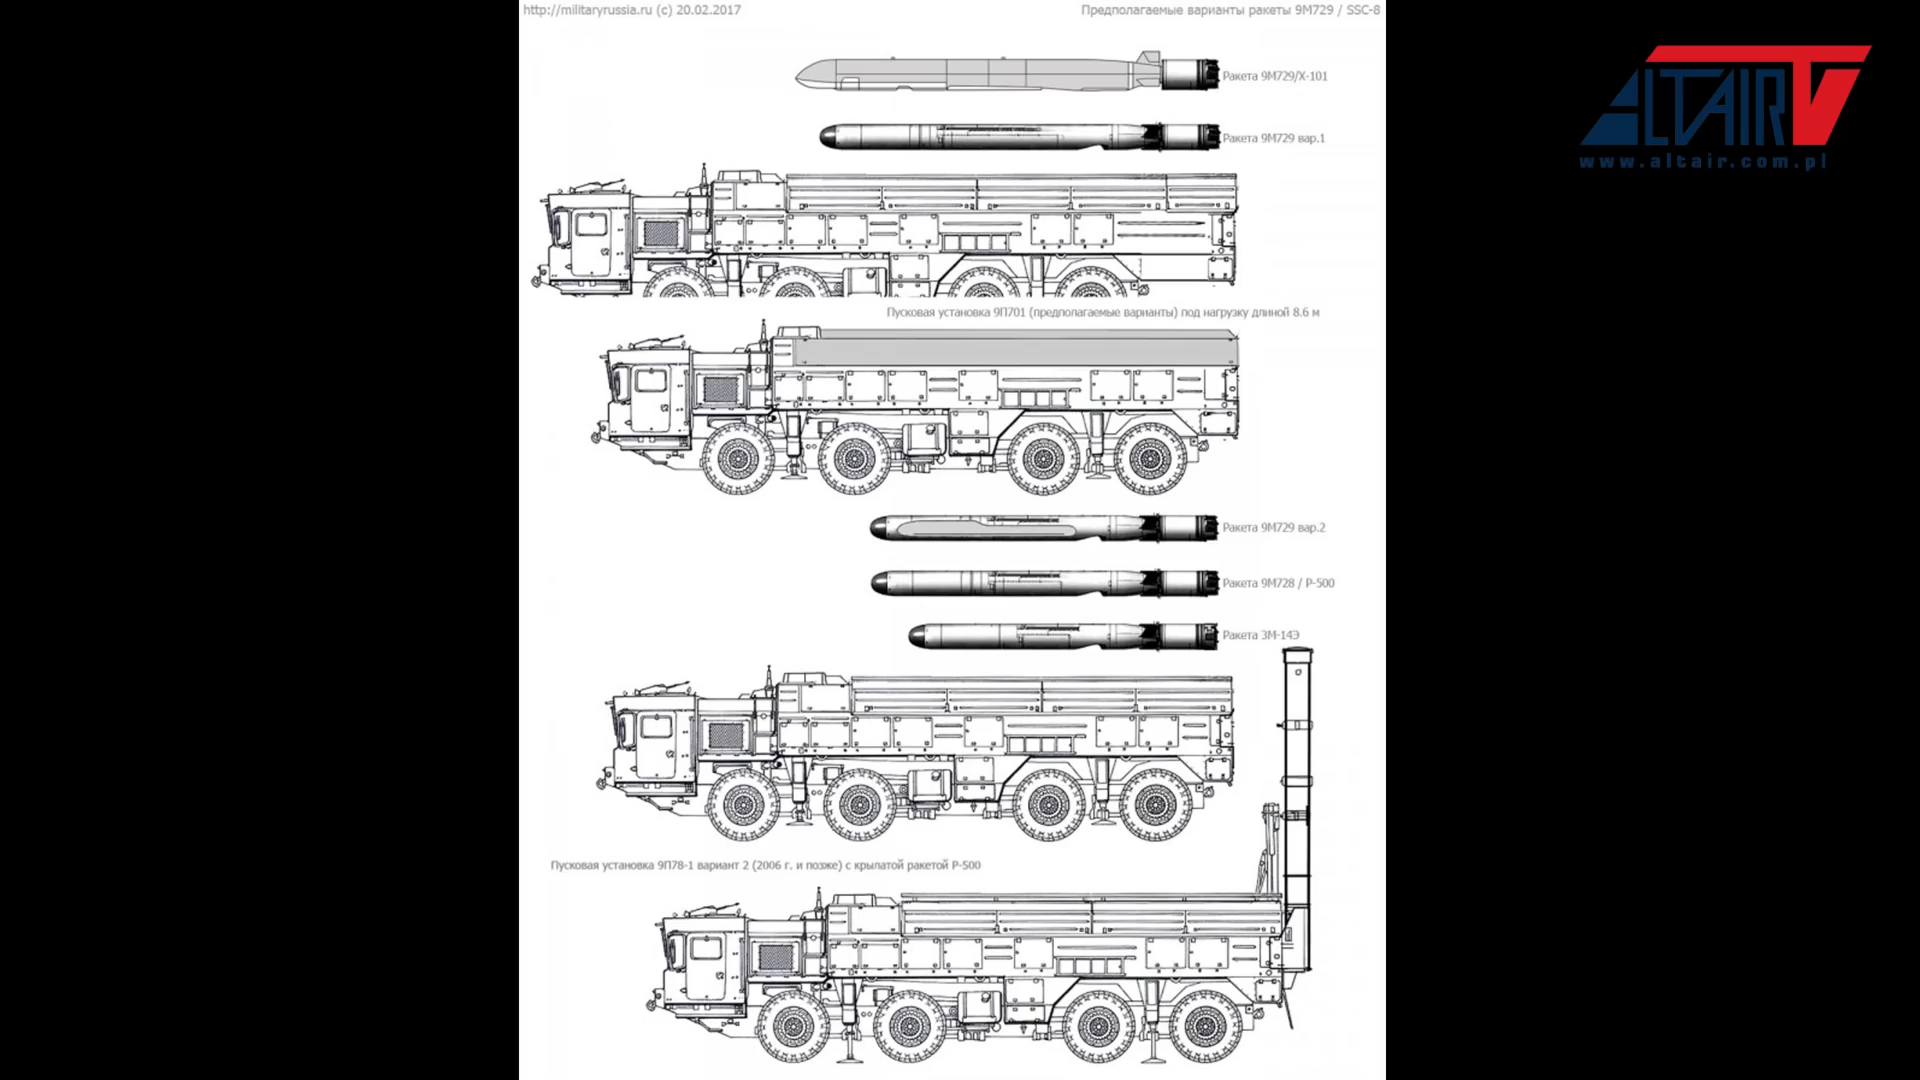 http://militaryrussia.ru (c) 20.02.2017
Предполагаемые варианты ракеты 9М729 / SSC-8
ALTAIR TV
www.altair.com.pl
Ракета 9М729/Х-101
Ракета 9М729 вар.1
Пусковая установка 9П701 (предполагаемые варианты) под нагрузку длиной 8.6 м
Ракета 9М729 вар.2
Ракета 9М728 / Р-500
Ракета 3М-14Э
Пусковая установка 9П78-1 вариант 2 (2006 г. и позже) с крылатой ракетой Р-500